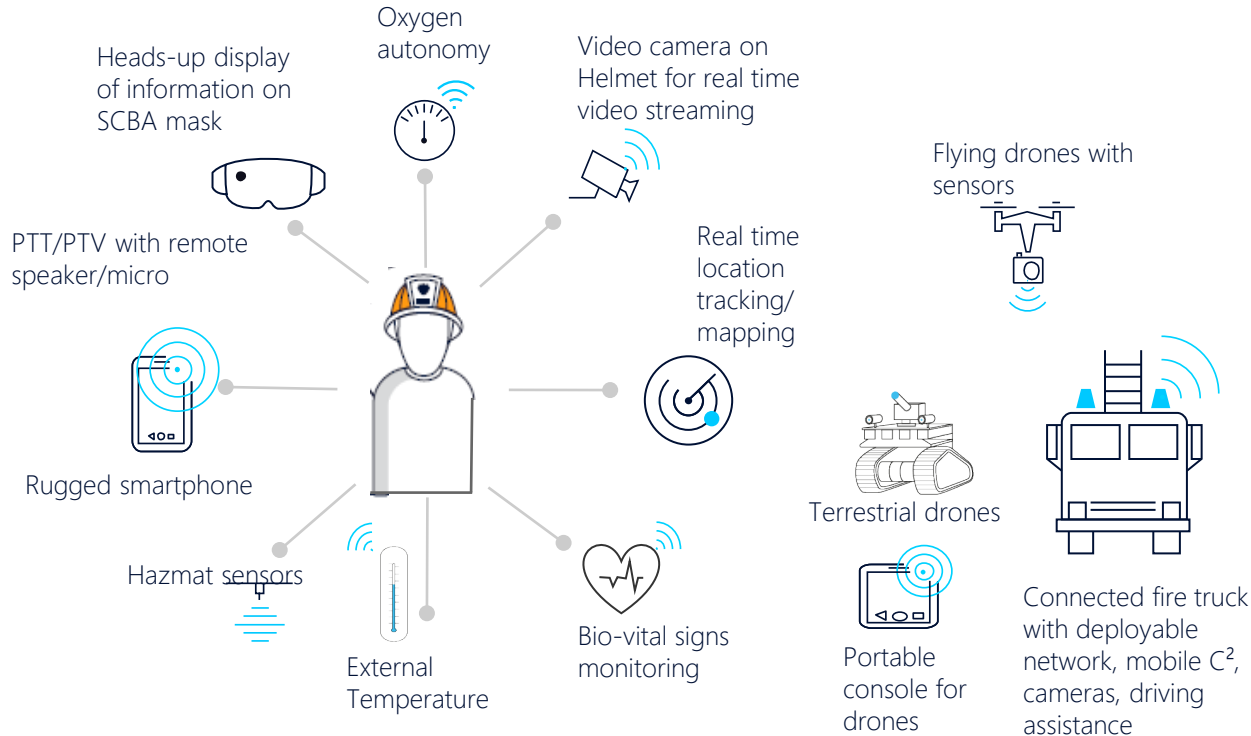 Oxygen
autonomy
Heads-up display
of information on
SCBA mask
Video camera on
Helmet for real time
video streaming
Flying drones with
sensors
PTT/PTV with remote
speaker/micro
Real time
location
tracking/
mapping
Rugged smartphone
Terrestrial drones
Hazmat sensors
External
Temperature
Bio-vital signs
monitoring
Portable
console for
drones
Connected fire truck
with deployable
network, mobile C²,
cameras, driving
assistance